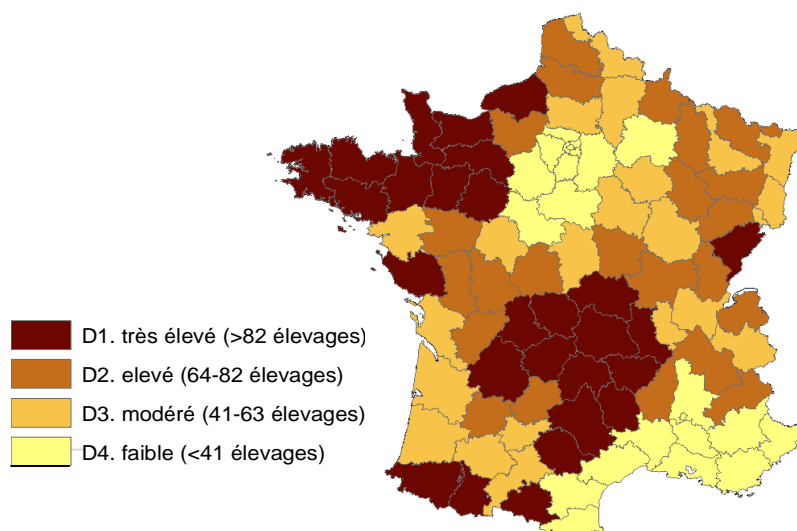 D1. très élevé (>82 élevages)
D2. elevé (64-82 élevages)
D3. modéré (41-63 élevages)
D4. faible (<41 élevages)